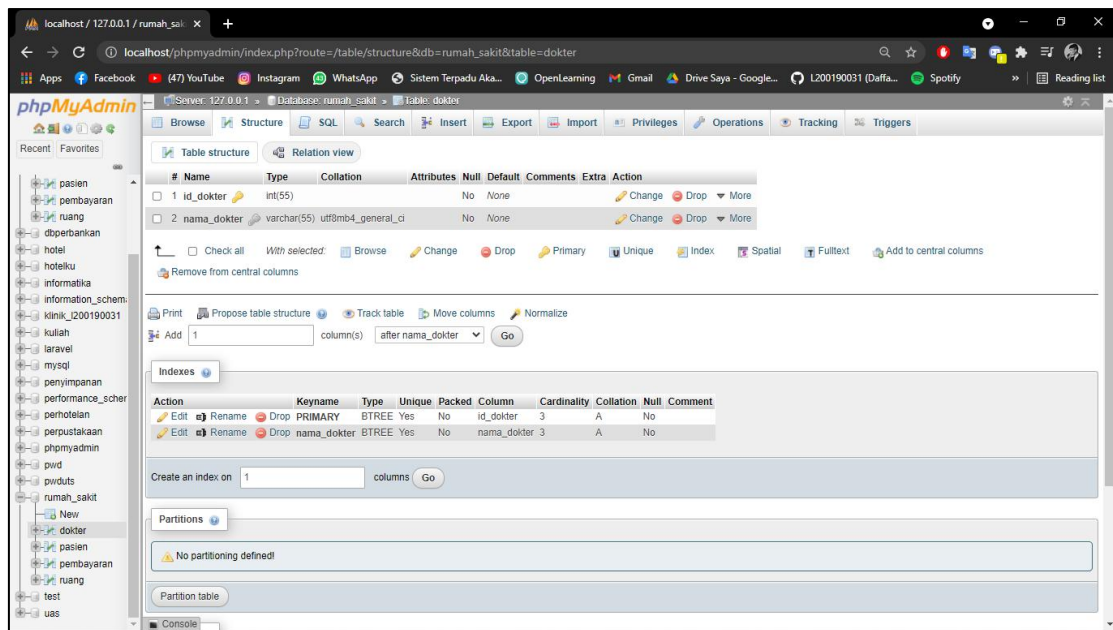 localhost / 127.0.0.1 / rumah_sak
localhost/phpmyadmin/index.php?route=/table/structure&db=rumah_sakit&table=dokter
Apps Facebook (47) YouTube Instagram WhatsApp Sistem Terpadu Aka... OpenLearning Gmail Drive Saya - Google... L200190031 (Daffa... Spotify » Reading list
phpMyAdmin
Recent Favorites
pasien
pembayaran
ruang
dbperbankan
hotel
hotelku
informatika
information_schema
klinik_l200190031
kuliah
laravel
mysql
penyimpanan
performance_scher
perhotelan
perpustakaan
phpmyadmin
pwd
pwduts
rumah_sakit
New
dokter
pasien
pembayaran
ruang
test
uas
Server: 127.0.0.1 » Database: rumah_sakit » Table: dokter
Browse Structure SQL Search Insert Export Import Privileges Operations Tracking Triggers
Table structure Relation view
# Name Type Collation Attributes Null Default Comments Extra Action
1 id_dokter int(55) No None Change Drop More
2 nama_dokter varchar(55) utf8mb4_general_ci No None Change Drop More
Check all With selected: Browse Change Drop Primary Unique Index Spatial Fulltext Add to central columns
Remove from central columns
Print Propose table structure Track table Move columns Normalize
Add 1 column(s) after nama_dokter Go
Indexes
Action Keyname Type Unique Packed Column Cardinality Collation Null Comment
Edit Rename Drop PRIMARY BTREE Yes No id_dokter 3 A No
Edit Rename Drop nama_dokter BTREE Yes No nama_dokter 3 A No
Create an index on 1 columns Go
Partitions
No partitioning defined!
Partition table
Console